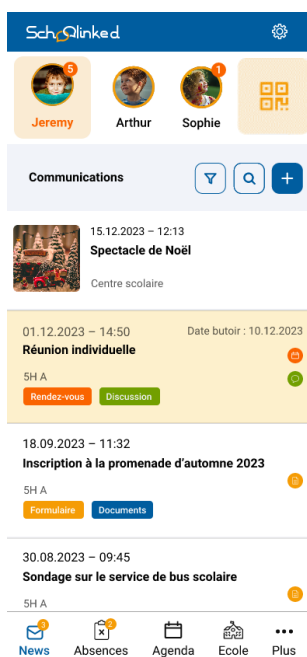 Schoolinked
5
1
Jeremy
Arthur
Sophie
Communications
15.12.2023 – 12:13
Spectacle de Noël
Centre scolaire
01.12.2023 – 14:50 Date butoir : 10.12.2023
Réunion individuelle
5H A
Rendez-vous Discussion
18.09.2023 – 11:32
Inscription à la promenade d'automne 2023
5H A
Formulaire Documents
30.08.2023 – 09:45
Sondage sur le service de bus scolaire
5H A
3 2
News Absences Agenda Ecole Plus